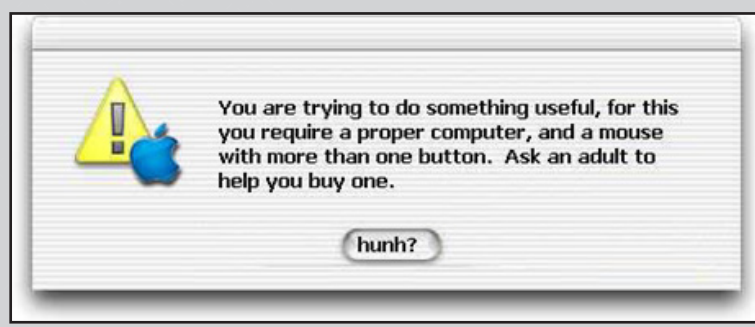 You are trying to do something useful, for this
you require a proper computer, and a mouse
with more than one button.  Ask an adult to
help you buy one.
hunh?